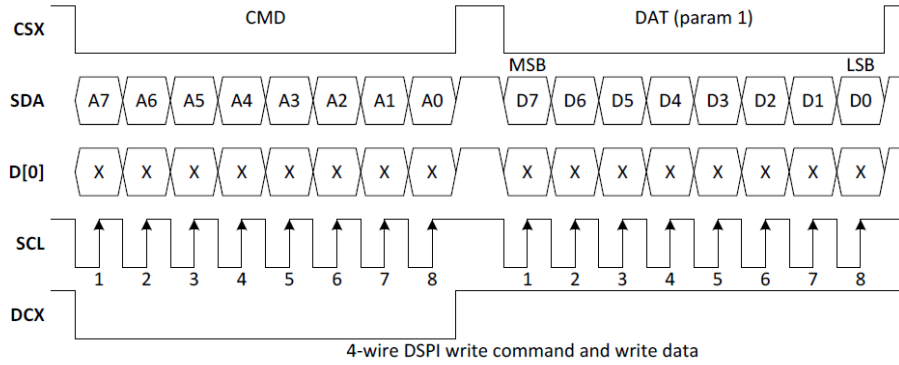 CSX CMD DAT (param 1)
MSB LSB
SDA A7 A6 A5 A4 A3 A2 A1 A0 D7 D6 D5 D4 D3 D2 D1 D0
D[0] X X X X X X X X X X X X X X X X
SCL
1 2 3 4 5 6 7 8 1 2 3 4 5 6 7 8
DCX
4-wire DSPI write command and write data